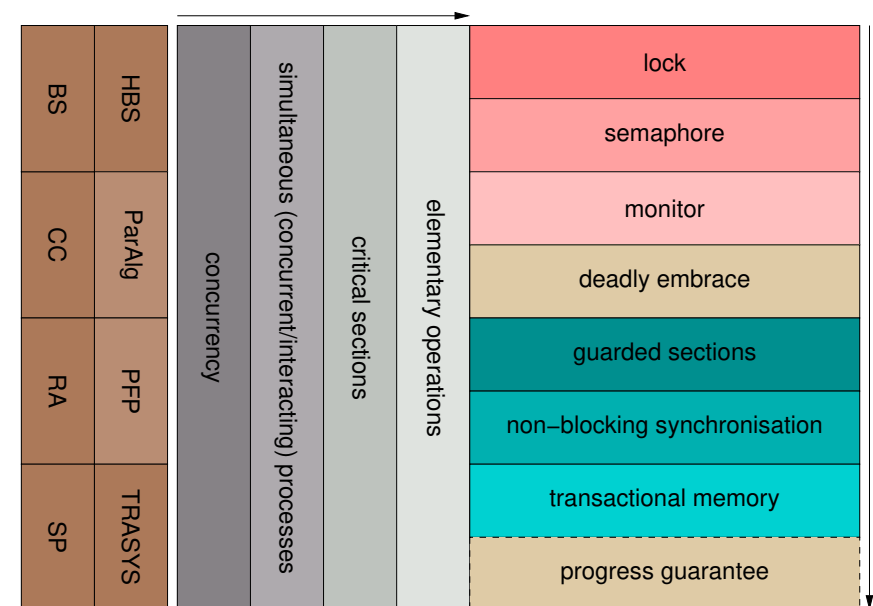 BS
CC
RA
SP
HBS
ParAlg
PFP
TRASYS
concurrency
simultaneous (concurrent/interacting) processes
critical sections
elementary operations
lock
semaphore
monitor
deadly embrace
guarded sections
non−blocking synchronisation
transactional memory
progress guarantee